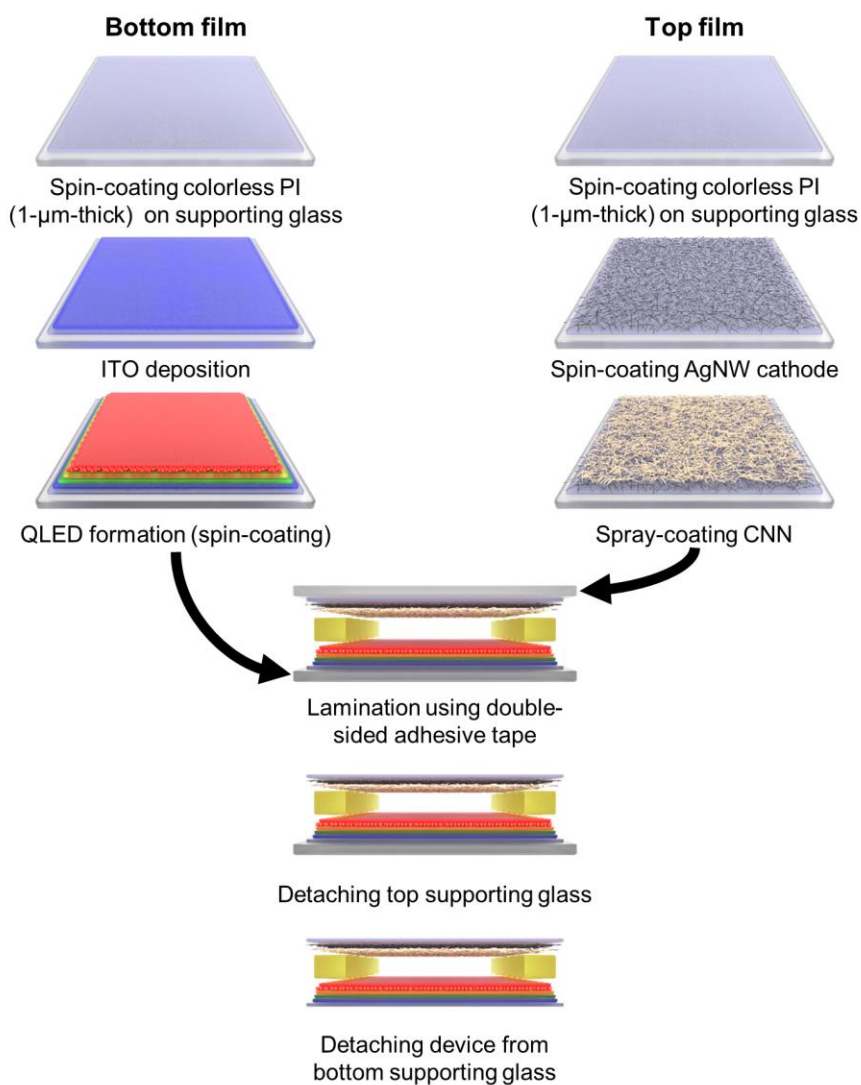 Bottom film
Top film
Spin-coating colorless PI
(1-μm-thick) on supporting glass
Spin-coating colorless PI
(1-μm-thick) on supporting glass
ITO deposition
Spin-coating AgNW cathode
QLED formation (spin-coating)
Spray-coating CNN
Lamination using double-
sided adhesive tape
Detaching top supporting glass
Detaching device from
bottom supporting glass